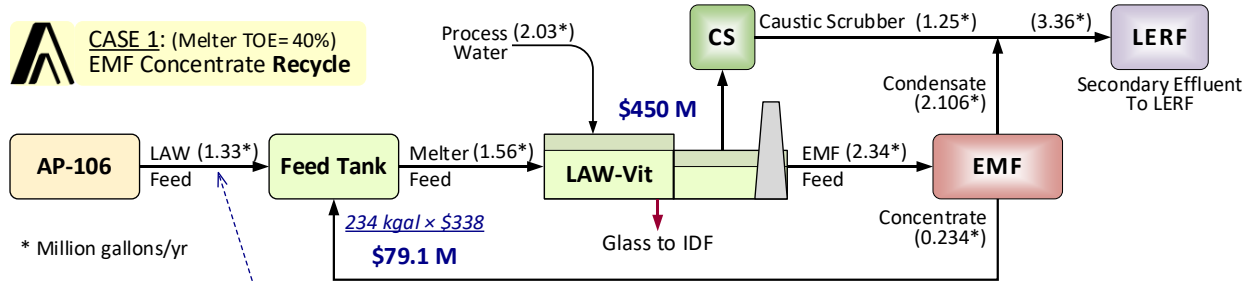 CASE 1: (Melter TOE= 40%)
EMF Concentrate Recycle
Process
Water
(2.03*)
CS
Caustic Scrubber (1.25*)
(3.36*)
LERF
Secondary Effluent
To LERF
Condensate
(2.106*)
$450 M
AP-106
LAW (1.33*)
Feed
Feed Tank
Melter (1.56*)
Feed
LAW-Vit
EMF (2.34*)
Feed
EMF
234 kgal × $338
$79.1 M
Glass to IDF
Concentrate
(0.234*)
* Million gallons/yr